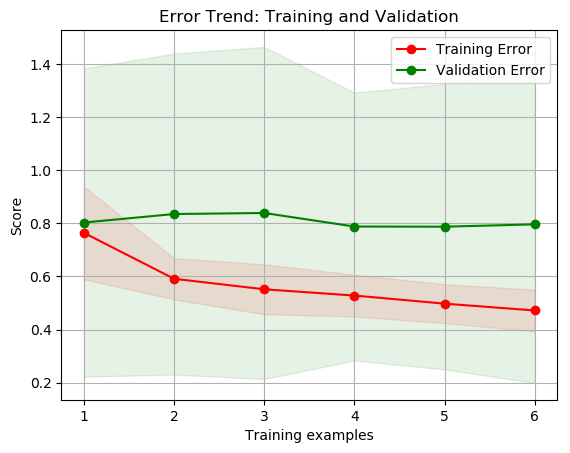 Error Trend: Training and Validation
Training Error
Validation Error
Score
1.4
1.2
1.0
0.8
0.6
0.4
0.2
1 2 3 4 5 6
Training examples